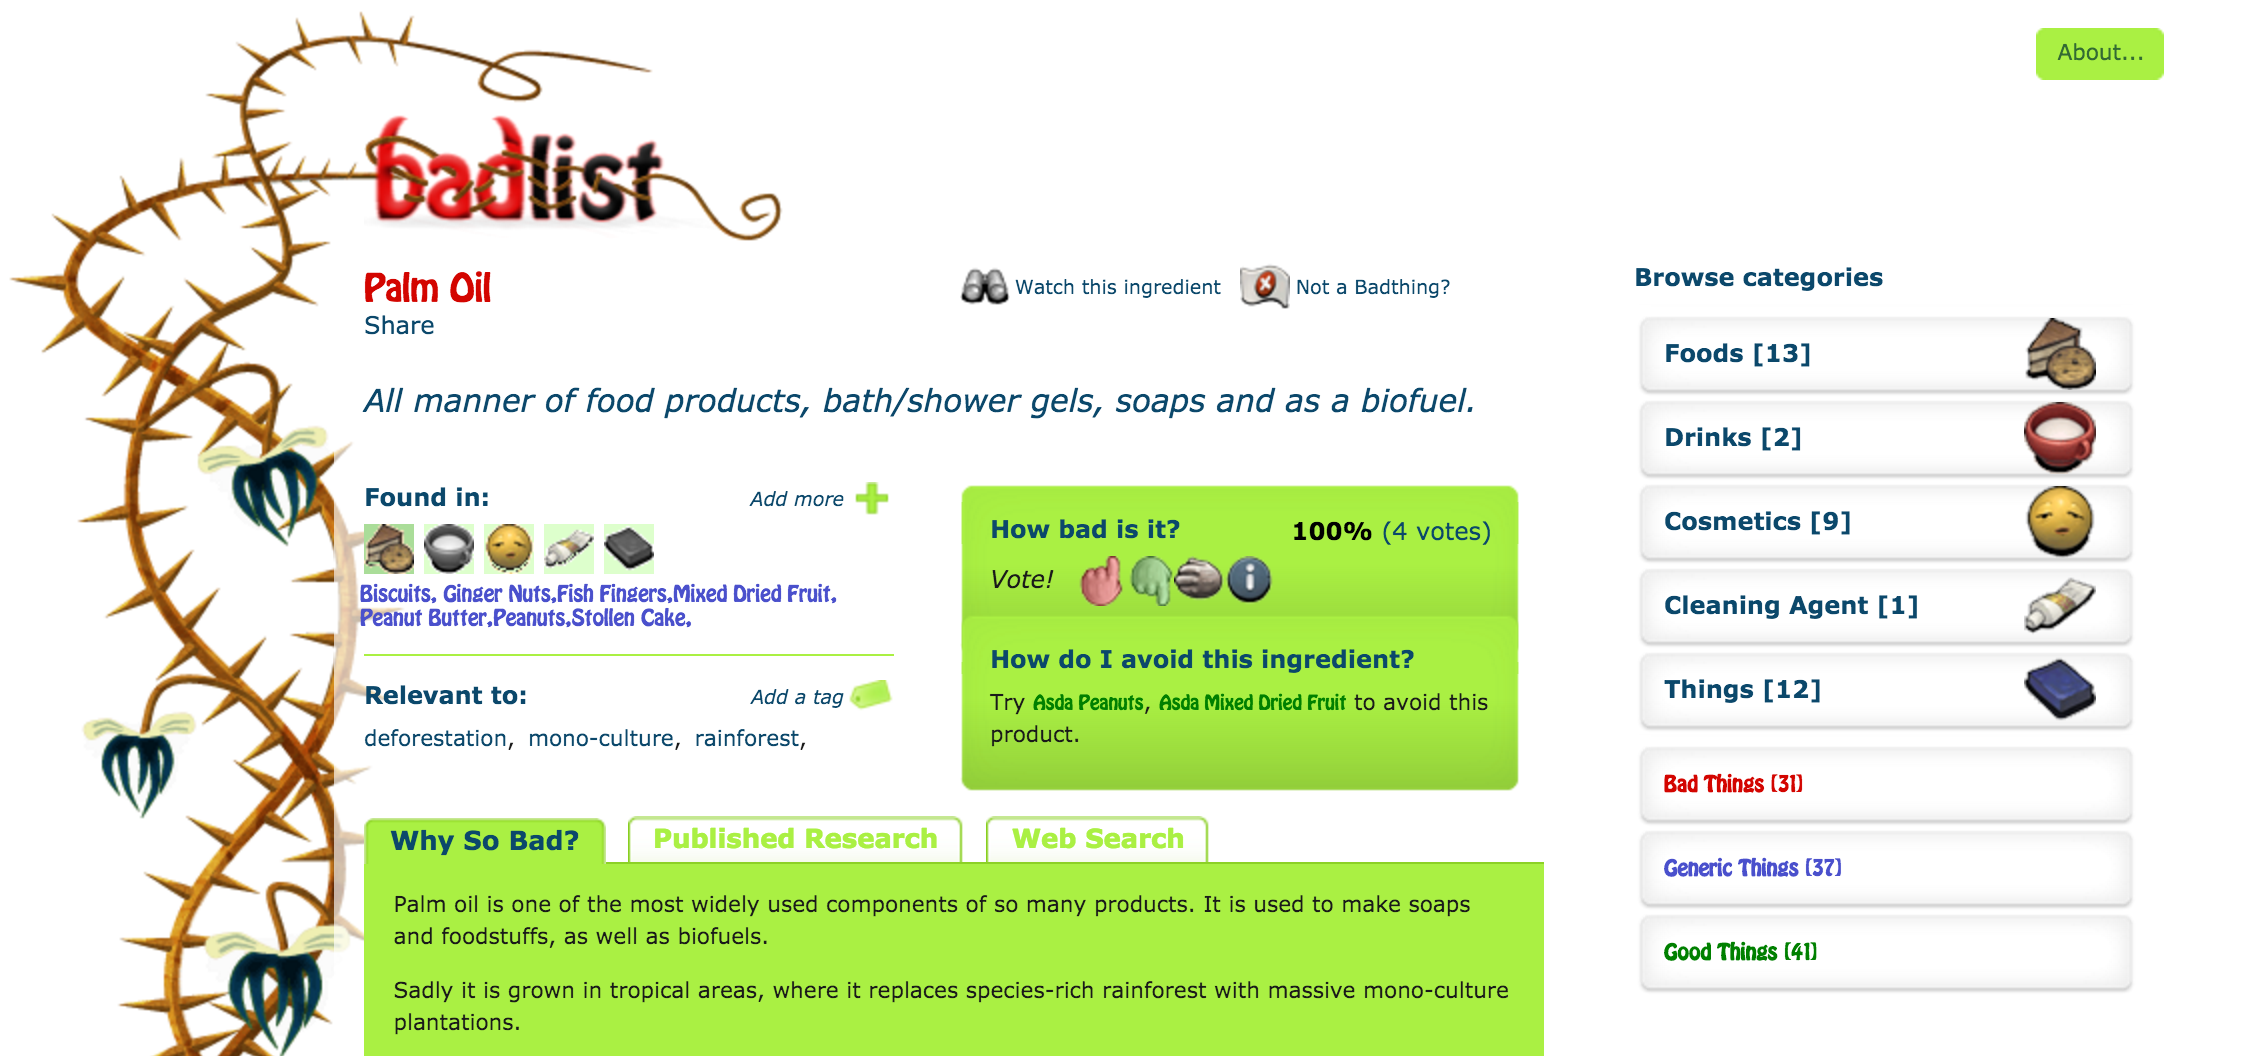 About...
badlist
Palm Oil
Share
Watch this ingredient
Not a Badthing?
All manner of food products, bath/shower gels, soaps and as a biofuel.
Found in:
Add more
Biscuits, Ginger Nuts,Fish Fingers,Mixed Dried Fruit,
Peanut Butter,Peanuts,Stollen Cake,
Relevant to:
Add a tag
deforestation, mono-culture, rainforest,
How bad is it?
100% (4 votes)
Vote!
How do I avoid this ingredient?
Try Asda Peanuts, Asda Mixed Dried Fruit to avoid this
product.
Why So Bad?
Published Research
Web Search
Palm oil is one of the most widely used components of so many products. It is used to make soaps
and foodstuffs, as well as biofuels.
Sadly it is grown in tropical areas, where it replaces species-rich rainforest with massive mono-culture
plantations.
Browse categories
Foods [13]
Drinks [2]
Cosmetics [9]
Cleaning Agent [1]
Things [12]
Bad Things [31]
Generic Things [37]
Good Things [41]